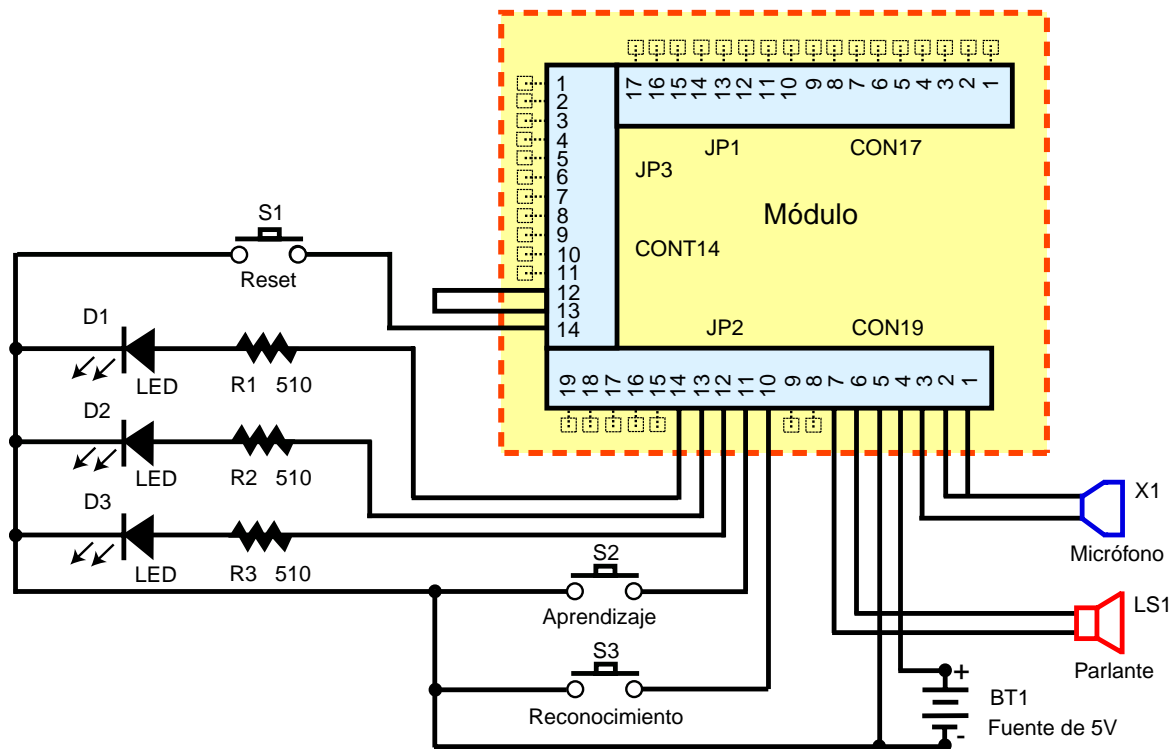 17 16 15 14 13 12 11 10 9 8 7 6 5 4 3 2 1
1
2
3
4
5
6
7
8
9
10
11
12
13
14
JP1
CON17
JP3
Módulo
CONT14
JP2
CON19
19 18 17 16 15 14 13 12 11 10 9 8 7 6 5 4 3 2 1
S1
Reset
D1
LED
R1 510
D2
LED
R2 510
D3
LED
R3 510
S2
Aprendizaje
S3
Reconocimiento
X1
Micrófono
LS1
Parlante
+
BT1
-
Fuente de 5V